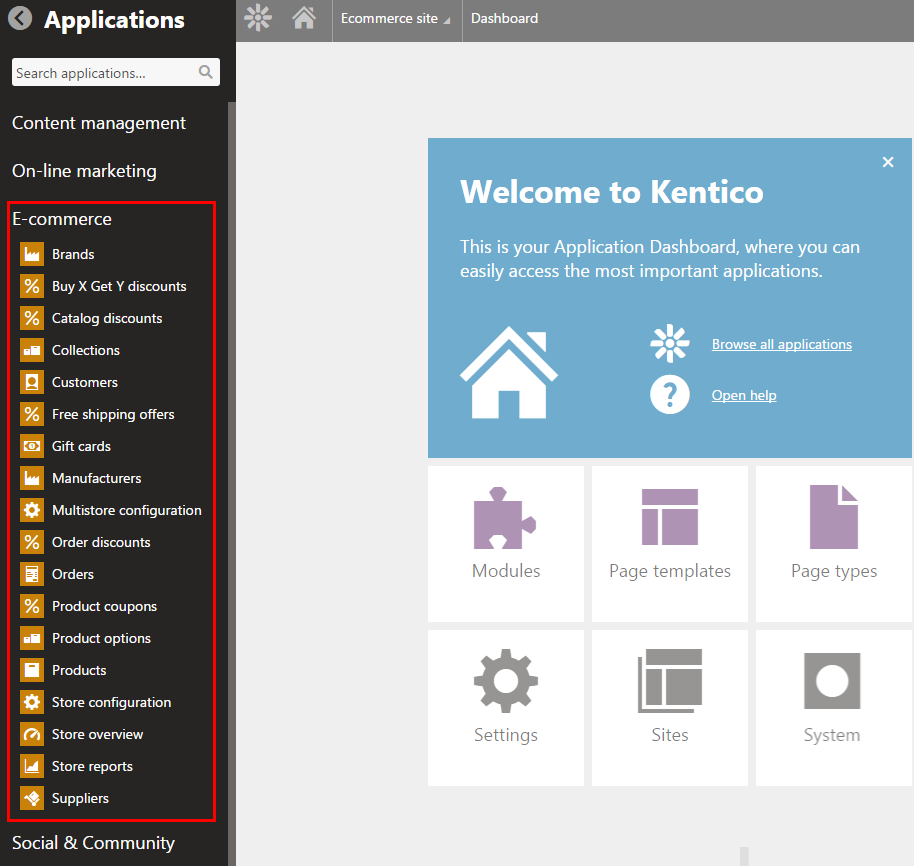 Applications
Search applications...
Content management
On-line marketing
E-commerce
Brands
Buy X Get Y discounts
Catalog discounts
Collections
Customers
Free shipping offers
Gift cards
Manufacturers
Multistore configuration
Order discounts
Orders
Product coupons
Product options
Products
Store configuration
Store overview
Store reports
Suppliers
Social & Community
Ecommerce site
Dashboard
Welcome to Kentico
This is your Application Dashboard, where you can
easily access the most important applications.
Browse all applications
Open help
Modules
Page templates
Page types
Settings
Sites
System